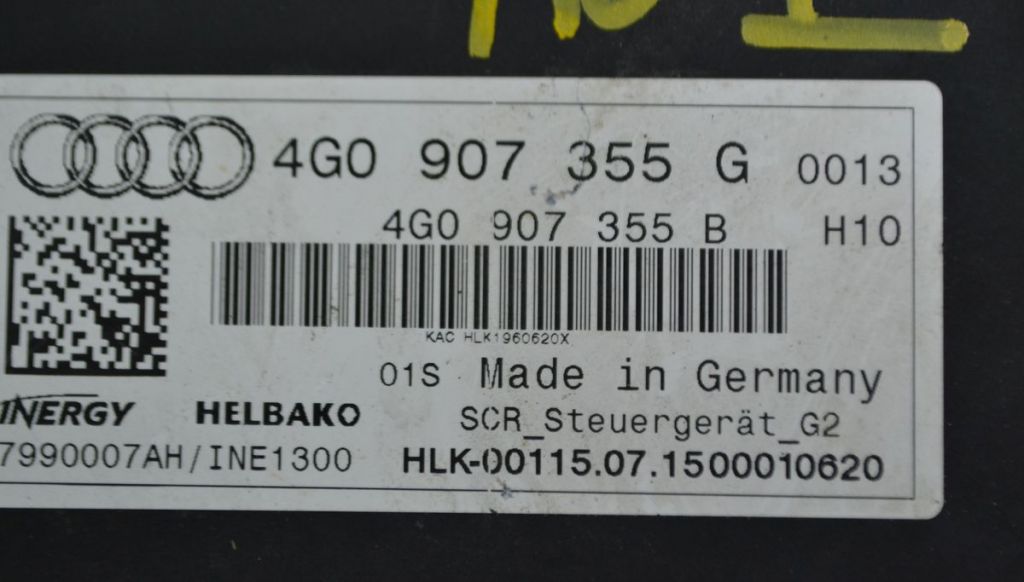 4G0 907 355 G 0013
4G0 907 355 B H10
KAC HLK1960620X
01S Made in Germany
INERGY HELBAKO SCR_Steuergerät_G2
7990007AH/INE1300 HLK-00115.07.1500010620